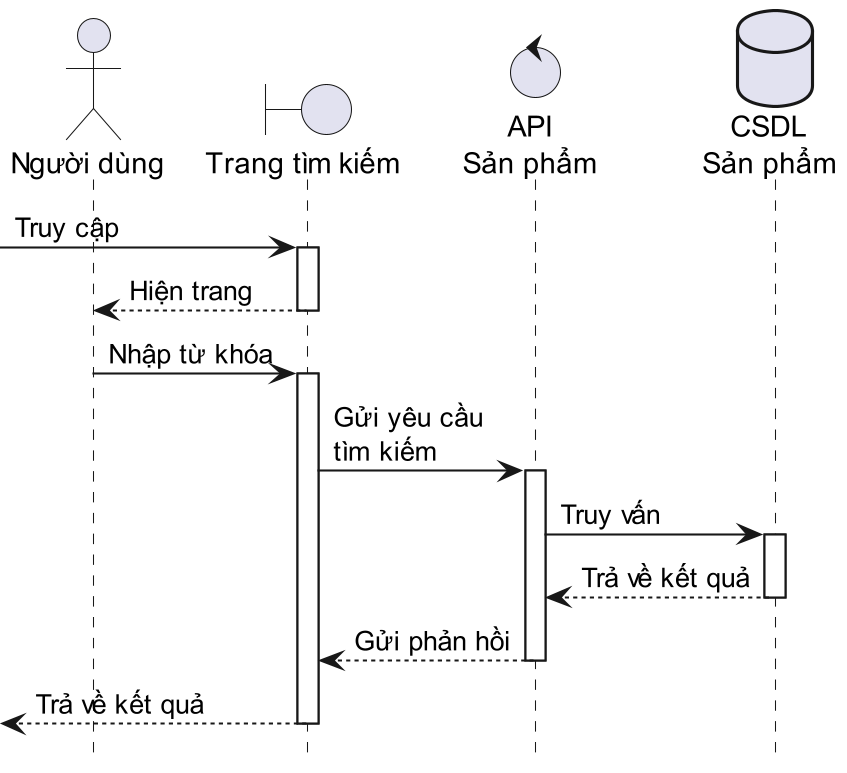 Người dùng
Trang tìm kiếm
API
Sản phẩm
CSDL
Sản phẩm
Truy cập
Hiện trang
Nhập từ khóa
Gửi yêu cầu
tìm kiếm
Truy vấn
Trả về kết quả
Gửi phản hồi
Trả về kết quả